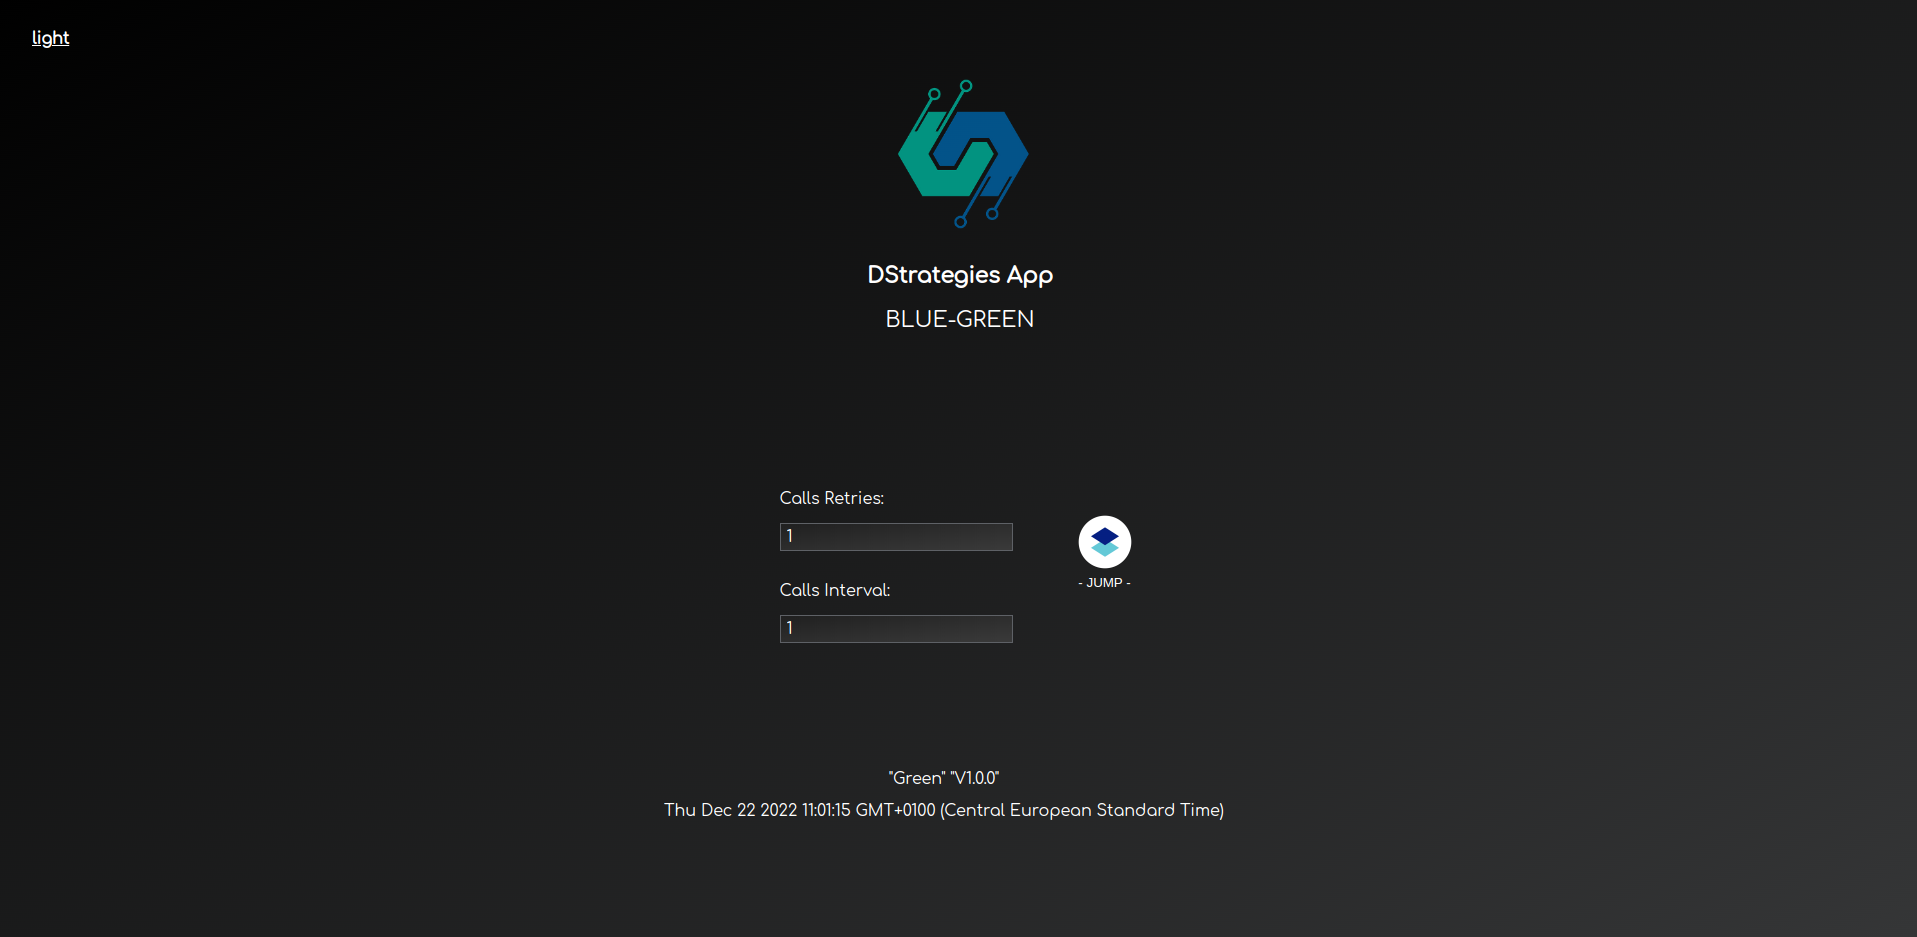 light
DStrategies App
BLUE-GREEN
Calls Retries:
1
- JUMP -
Calls Interval:
1
"Green" "V1.0.0"
Thu Dec 22 2022 11:01:15 GMT+0100 (Central European Standard Time)